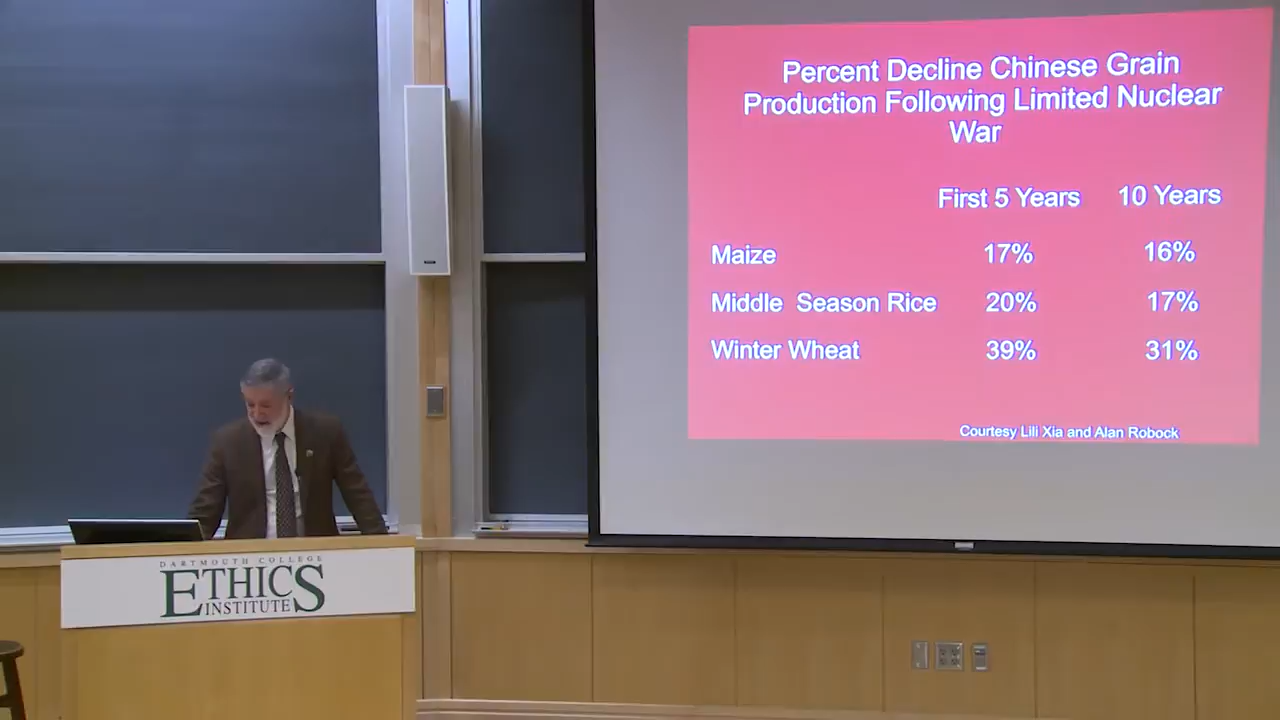 Percent Decline Chinese Grain
Production Following Limited Nuclear
War
First 5 Years 10 Years
Maize 17% 16%
Middle Season Rice 20% 17%
Winter Wheat 39% 31%
Courtesy Lili Xia and Alan Robock
DARTMOUTH COLLEGE
ETHICS
INSTITUTE